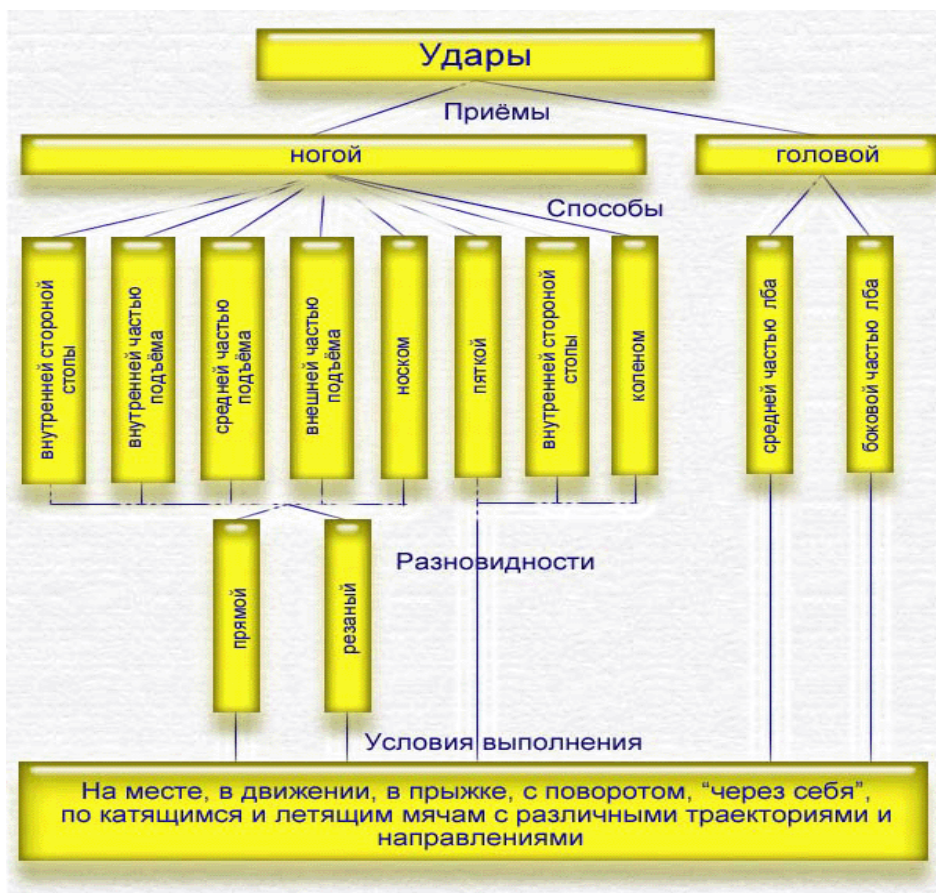 Удары
Приёмы
ногой
головой
Способы
внутренней стороной
стопы
внутренней частью
подъёма
средней частью
подъёма
внешней частью
подъёма
носком
пяткой
внутренней стороной
стопы
коленом
средней частью лба
боковой частью лба
Разновидности
прямой
резаный
Условия выполнения
На месте, в движении, в прыжке, с поворотом, “через себя”,
по катящимся и летящим мячам с различными траекториями и
направлениями